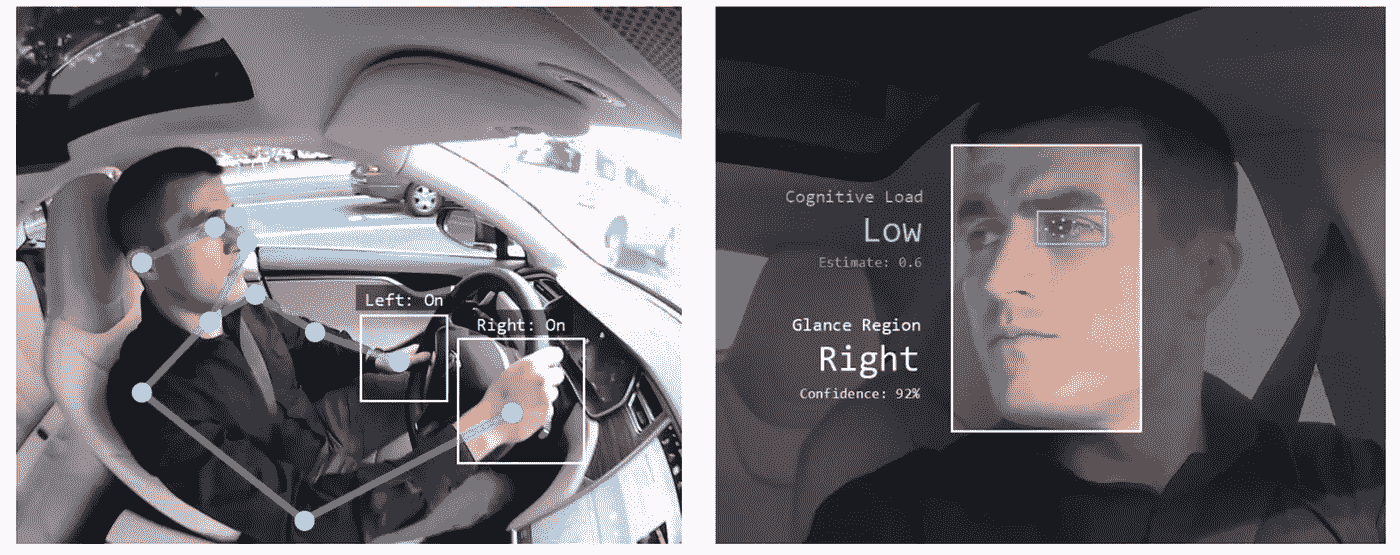 Left: On
Right: On
Cognitive Load
Low
Estimate: 0.6
Glance Region
Right
Confidence: 92%